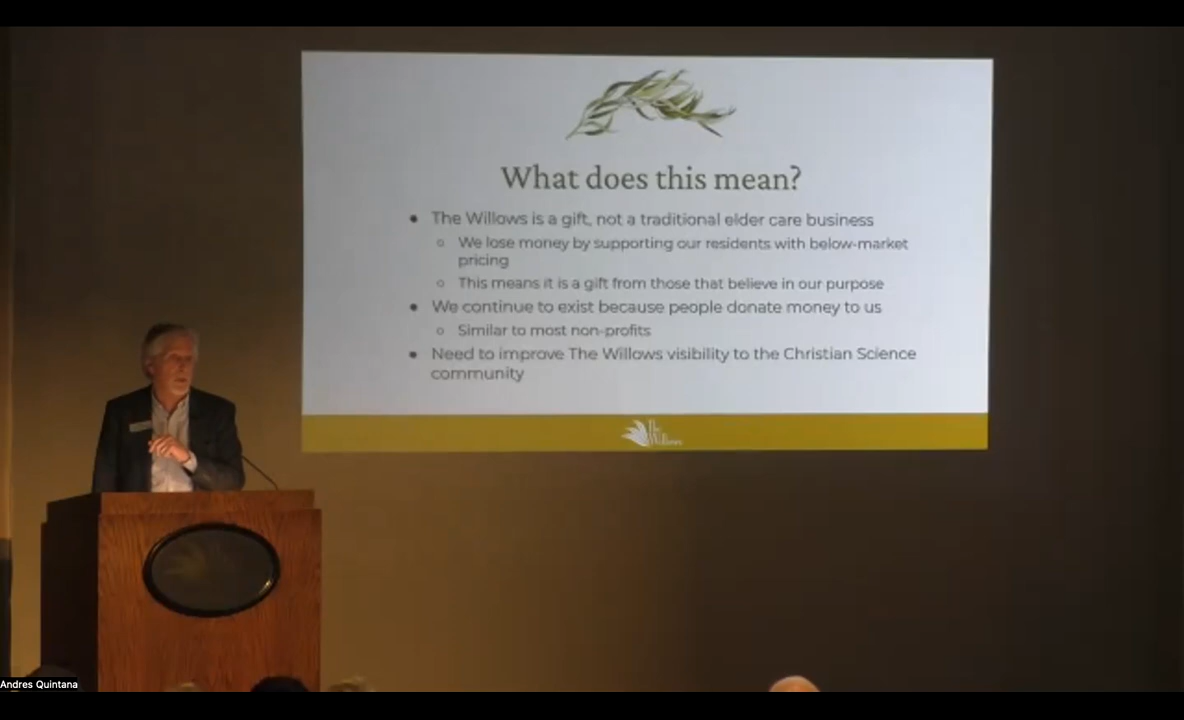 What does this mean?
● The Willows is a gift, not a traditional elder care business
○ We lose money by supporting our residents with below-market
pricing
○ This means it is a gift from those that believe in our purpose
● We continue to exist because people donate money to us
○ Similar to most non-profits
● Need to improve The Willows visibility to the Christian Science
community
The
Willows
Andres Quintana